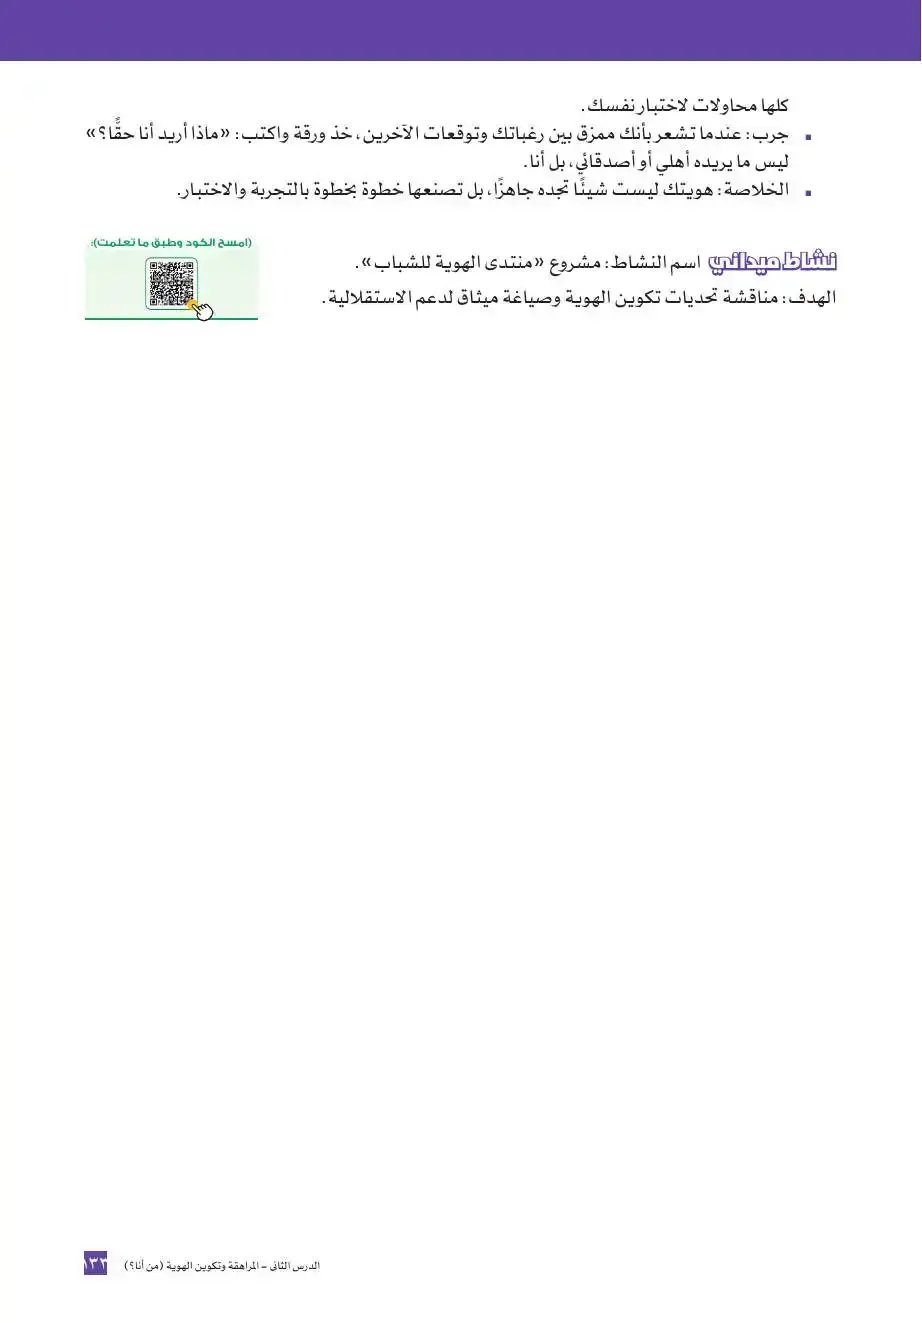 كلها محاولات لاختبار نفسك.
▪ جرب: عندما تشعر بأنك ممزق بين رغباتك وتوقعات الآخرين، خذ ورقة واكتب: «ماذا أريد أنا حقًّا؟»
ليس ما يريده أهلي أو أصدقائي، بل أنا.
▪ الخلاصة: هويتك ليست شيئًا تجده جاهزًا، بل تصنعها خطوة بخطوة بالتجربة والاختبار.
(امسح الكود وطبق ما تعلمت):
نشاط ميداني اسم النشاط: مشروع «منتدى الهوية للشباب».
الهدف: مناقشة تحديات تكوين الهوية وصياغة ميثاق لدعم الاستقلالية.
الدرس الثاني - المراهقة وتكوين الهوية (من أنا؟)